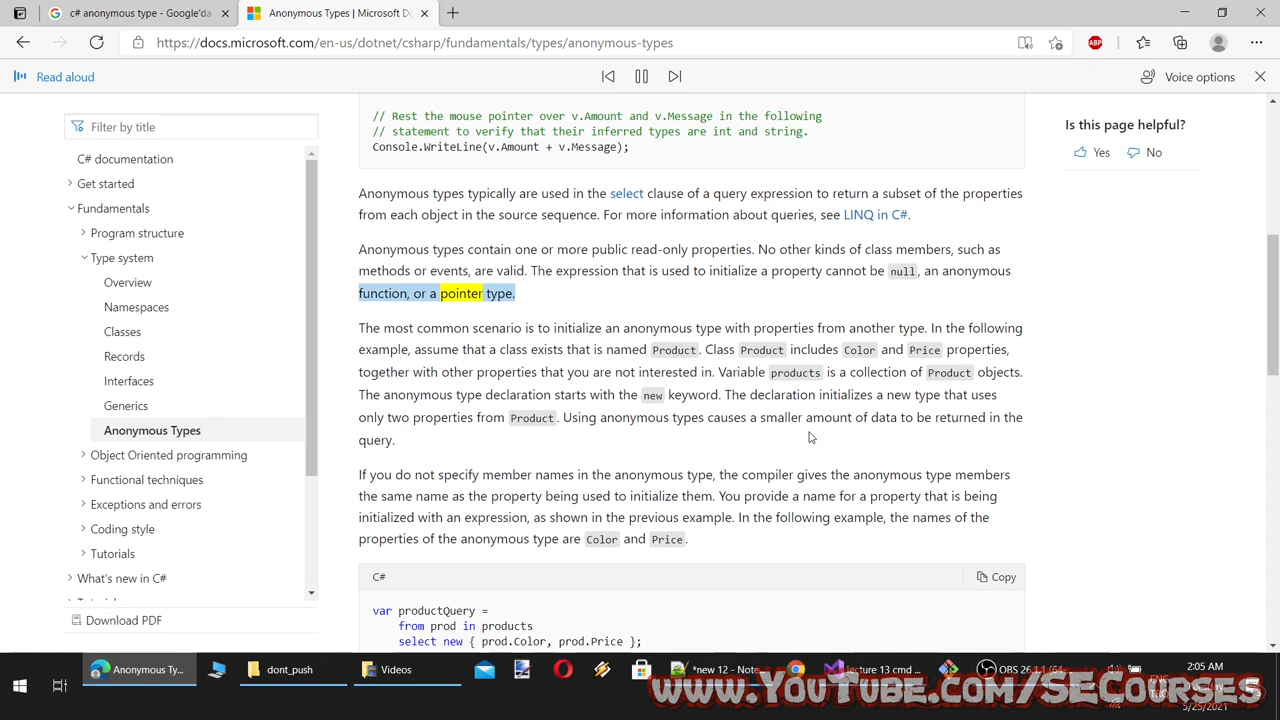 c# anonymous type - Google'da
Anonymous Types | Microsoft Do
https://docs.microsoft.com/en-us/dotnet/csharp/fundamentals/types/anonymous-types
ABP
Read aloud
Voice options
Filter by title
C# documentation
Get started
Fundamentals
Program structure
Type system
Overview
Namespaces
Classes
Records
Interfaces
Generics
Anonymous Types
Object Oriented programming
Functional techniques
Exceptions and errors
Coding style
Tutorials
What's new in C#
Download PDF
// Rest the mouse pointer over v.Amount and v.Message in the following
// statement to verify that their inferred types are int and string.
Console.WriteLine(v.Amount + v.Message);
Anonymous types typically are used in the select clause of a query expression to return a subset of the properties
from each object in the source sequence. For more information about queries, see LINQ in C#.
Anonymous types contain one or more public read-only properties. No other kinds of class members, such as
methods or events, are valid. The expression that is used to initialize a property cannot be null, an anonymous
function, or a pointer type.
The most common scenario is to initialize an anonymous type with properties from another type. In the following
example, assume that a class exists that is named Product. Class Product includes Color and Price properties,
together with other properties that you are not interested in. Variable products is a collection of Product objects.
The anonymous type declaration starts with the new keyword. The declaration initializes a new type that uses
only two properties from Product. Using anonymous types causes a smaller amount of data to be returned in the
query.
If you do not specify member names in the anonymous type, the compiler gives the anonymous type members
the same name as the property being used to initialize them. You provide a name for a property that is being
initialized with an expression, as shown in the previous example. In the following example, the names of the
properties of the anonymous type are Color and Price.
C#
Copy
var productQuery =
from prod in products
select new { prod.Color, prod.Price };
Is this page helpful?
Yes
No
Anonymous Ty...
dont_push
Videos
*new 12 - Note
lecture 13 cmd
OBS 26.1.1 (64
ENG
2:05 AM
5/25/2021
www.YouTube.com/SECourses